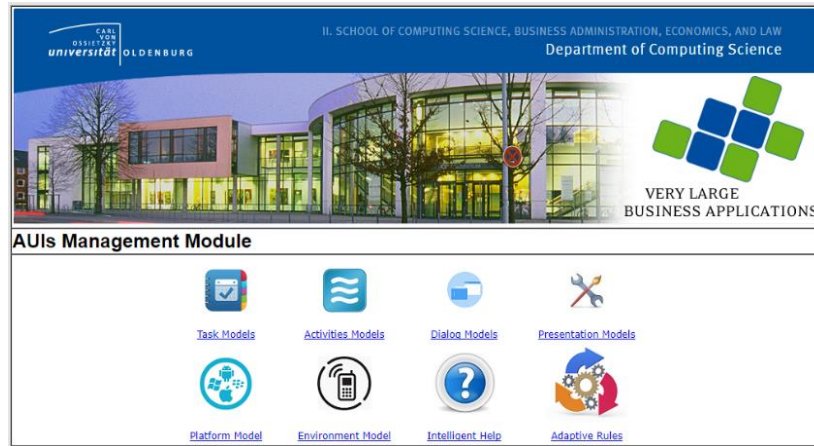 CARL
VON
OSSIETZKY
universität OLDENBURG
II. SCHOOL OF COMPUTING SCIENCE, BUSINESS ADMINISTRATION, ECONOMICS, AND LAW
Department of Computing Science
VERY LARGE
BUSINESS APPLICATIONS
AUIs Management Module
Task Models Activities Models Dialog Models Presentation Models
Platform Model Environment Model Intelligent Help Adaptive Rules